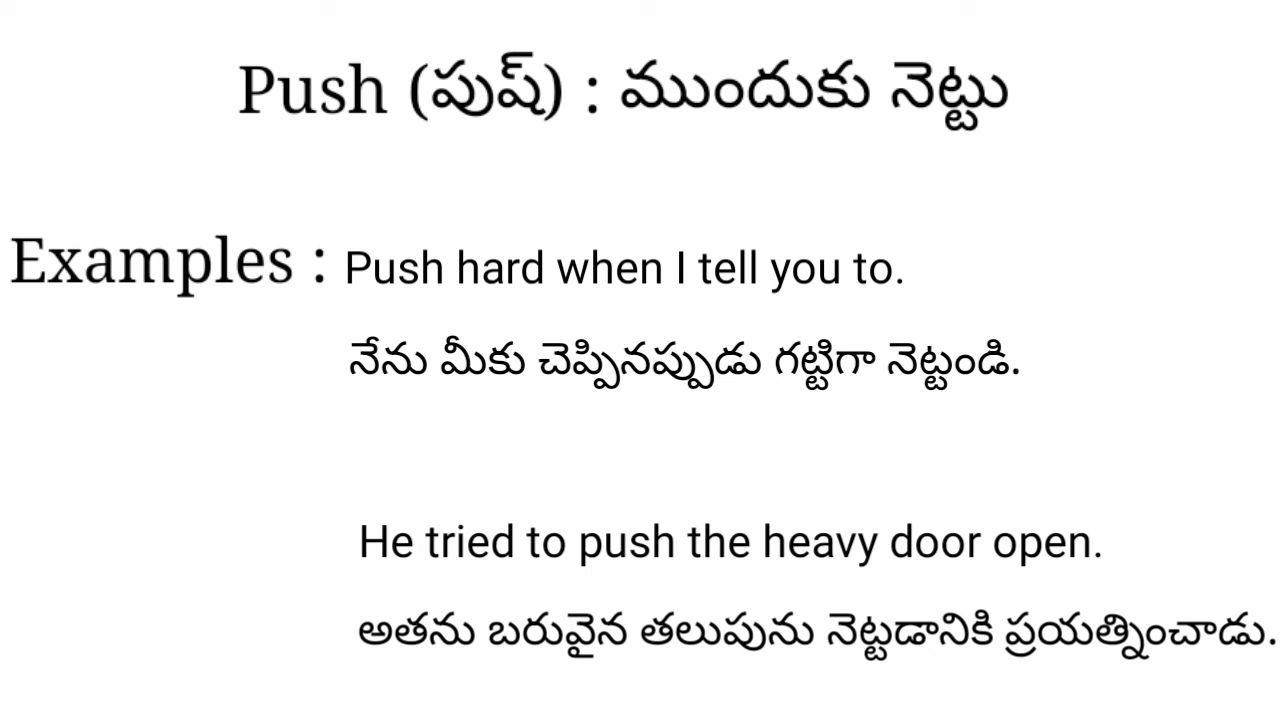 Push (పుష్) : ముందుకు నెట్టు
Examples : Push hard when I tell you to.
నేను మీకు చెప్పినప్పుడు గట్టిగా నెట్టండి.
He tried to push the heavy door open.
అతను బరువైన తలుపును నెట్టడానికి ప్రయత్నించాడు.